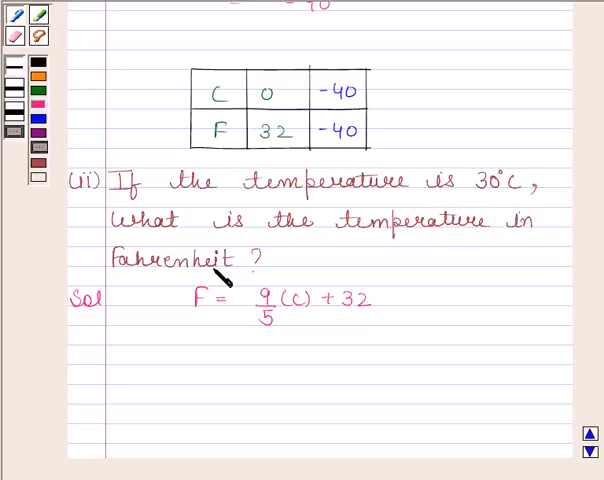 -40
C 0 -40
F 32 -40
(ii) If the temperature is 30°C,
What is the temperature in
Fahrenheit ?
Sol F = 9/5 (C) + 32